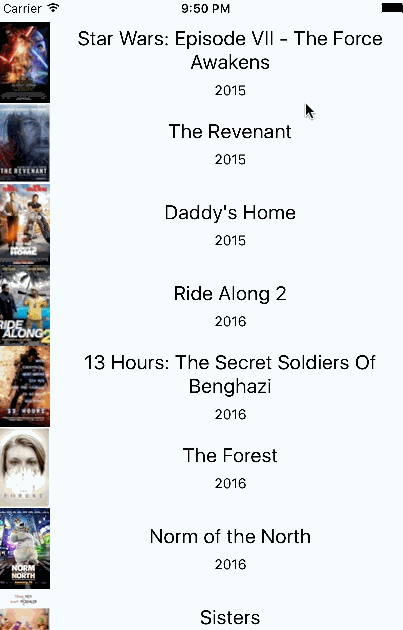 Carrier 9:50 PM
Star Wars: Episode VII - The Force
Awakens
2015
The Revenant
2015
THE REVENANT
Daddy's Home
2015
Ride Along 2
2016
RIDE
ALONG 2
13 Hours: The Secret Soldiers Of
Benghazi
2016
13 HOURS
The Forest
2016
FOREST
Norm of the North
2016
NORM
NORTH
Sisters